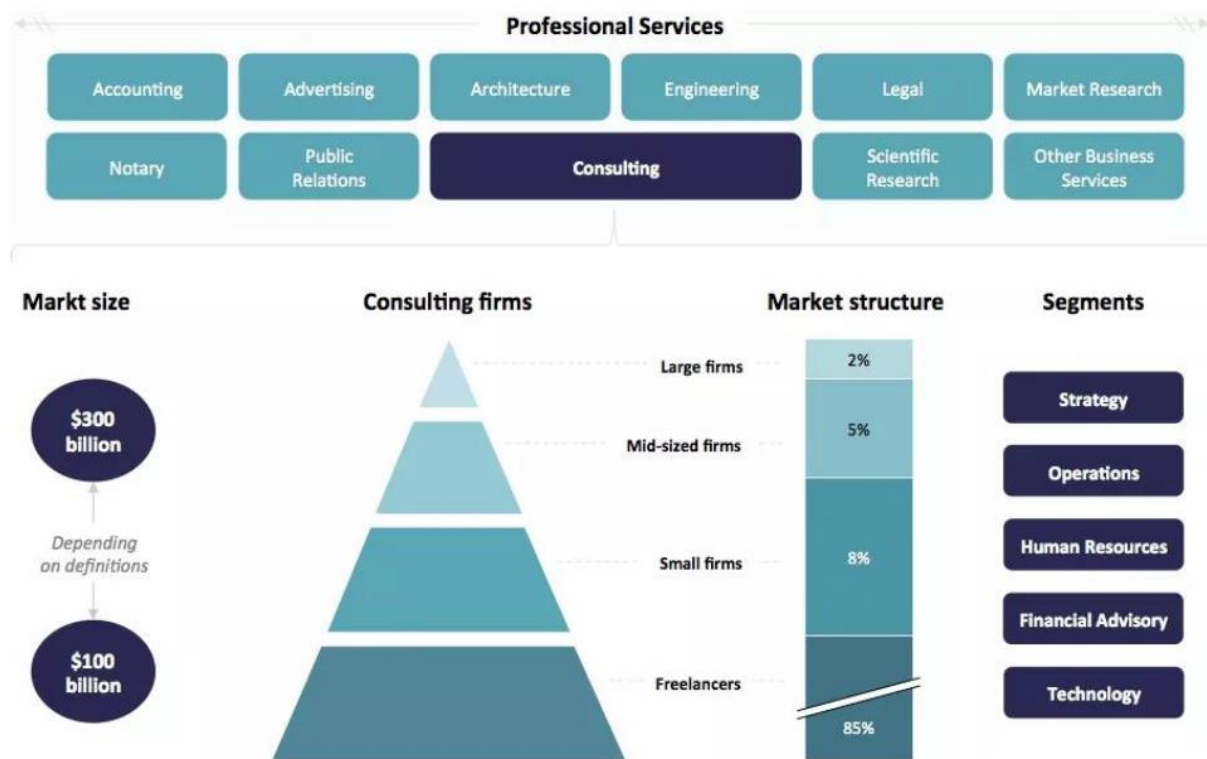 Professional Services
Accounting
Advertising
Architecture
Engineering
Legal
Market Research
Notary
Public
Relations
Consulting
Scientific
Research
Other Business
Services
Markt size
Consulting firms
Market structure
Segments
$300
billion
Depending
on definitions
$100
billion
Large firms
Mid-sized firms
Small firms
Freelancers
2%
5%
8%
85%
Strategy
Operations
Human Resources
Financial Advisory
Technology